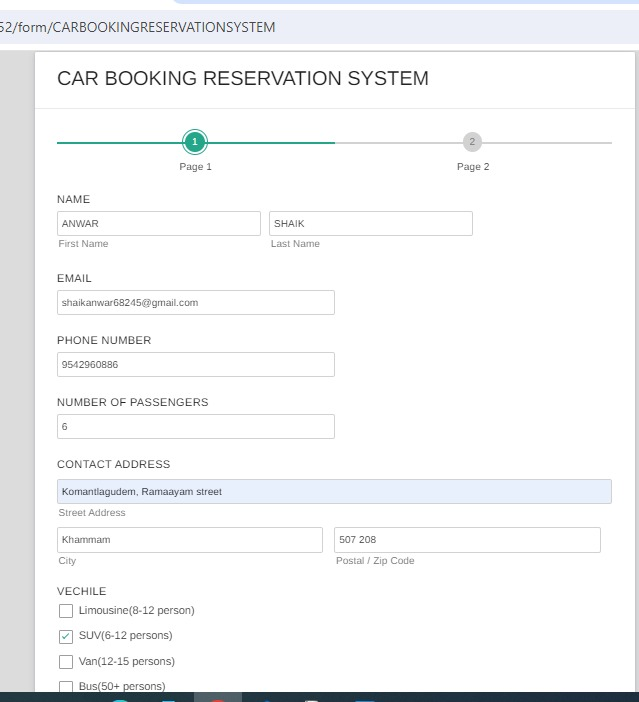 52/form/CARBOOKINGRESERVATIONSYSTEM
CAR BOOKING RESERVATION SYSTEM
1 2
Page 1 Page 2
NAME
ANWAR SHAIK
First Name Last Name
EMAIL
shaikanwar68245@gmail.com
PHONE NUMBER
9542960886
NUMBER OF PASSENGERS
6
CONTACT ADDRESS
Komantlagudem, Ramaayam street
Street Address
Khammam 507 208
City Postal / Zip Code
VECHILE
Limousine(8-12 person)
SUV(6-12 persons)
Van(12-15 persons)
Bus(50+ persons)